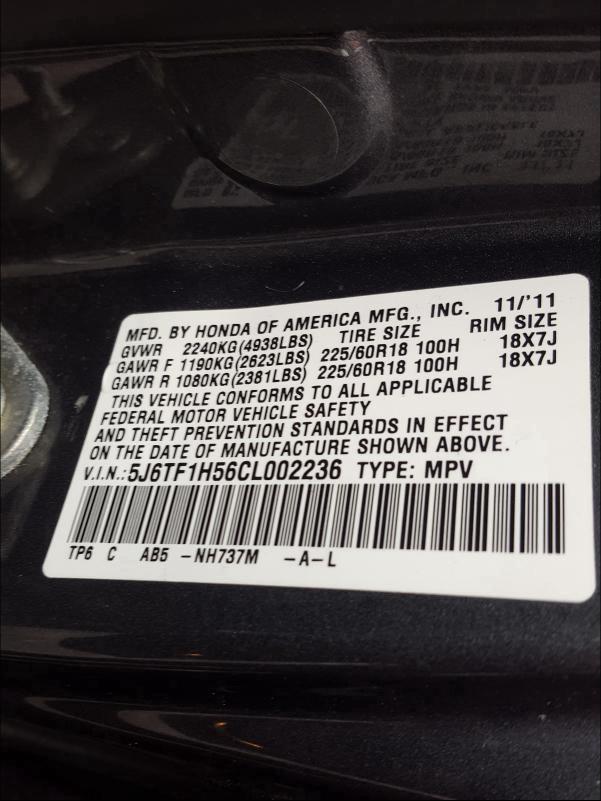 MFD. BY HONDA OF AMERICA MFG., INC. 11/'11
GVWR 2240KG(4938LBS) TIRE SIZE RIM SIZE
GAWR F 1190KG(2623LBS) 225/60R18 100H 18X7J
GAWR R 1080KG(2381LBS) 225/60R18 100H 18X7J
THIS VEHICLE CONFORMS TO ALL APPLICABLE
FEDERAL MOTOR VEHICLE SAFETY
AND THEFT PREVENTION STANDARDS IN EFFECT
ON THE DATE OF MANUFACTURE SHOWN ABOVE.
V.I.N.:5J6TF1H56CL002236 TYPE: MPV
TP6 C AB5 -NH737M -A-L